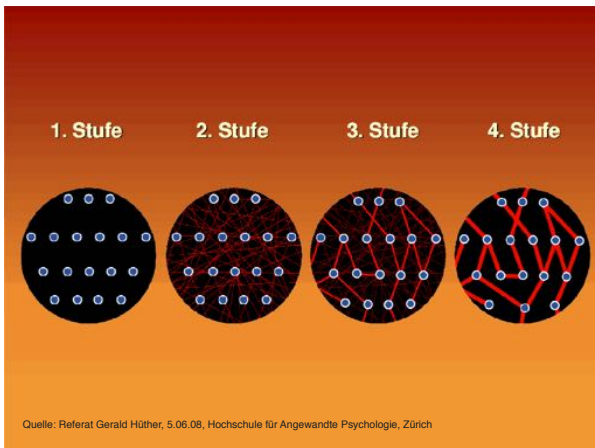 1. Stufe 2. Stufe 3. Stufe 4. Stufe
Quelle: Referat Gerald Hüther, 5.06.08, Hochschule für Angewandte Psychologie, Zürich